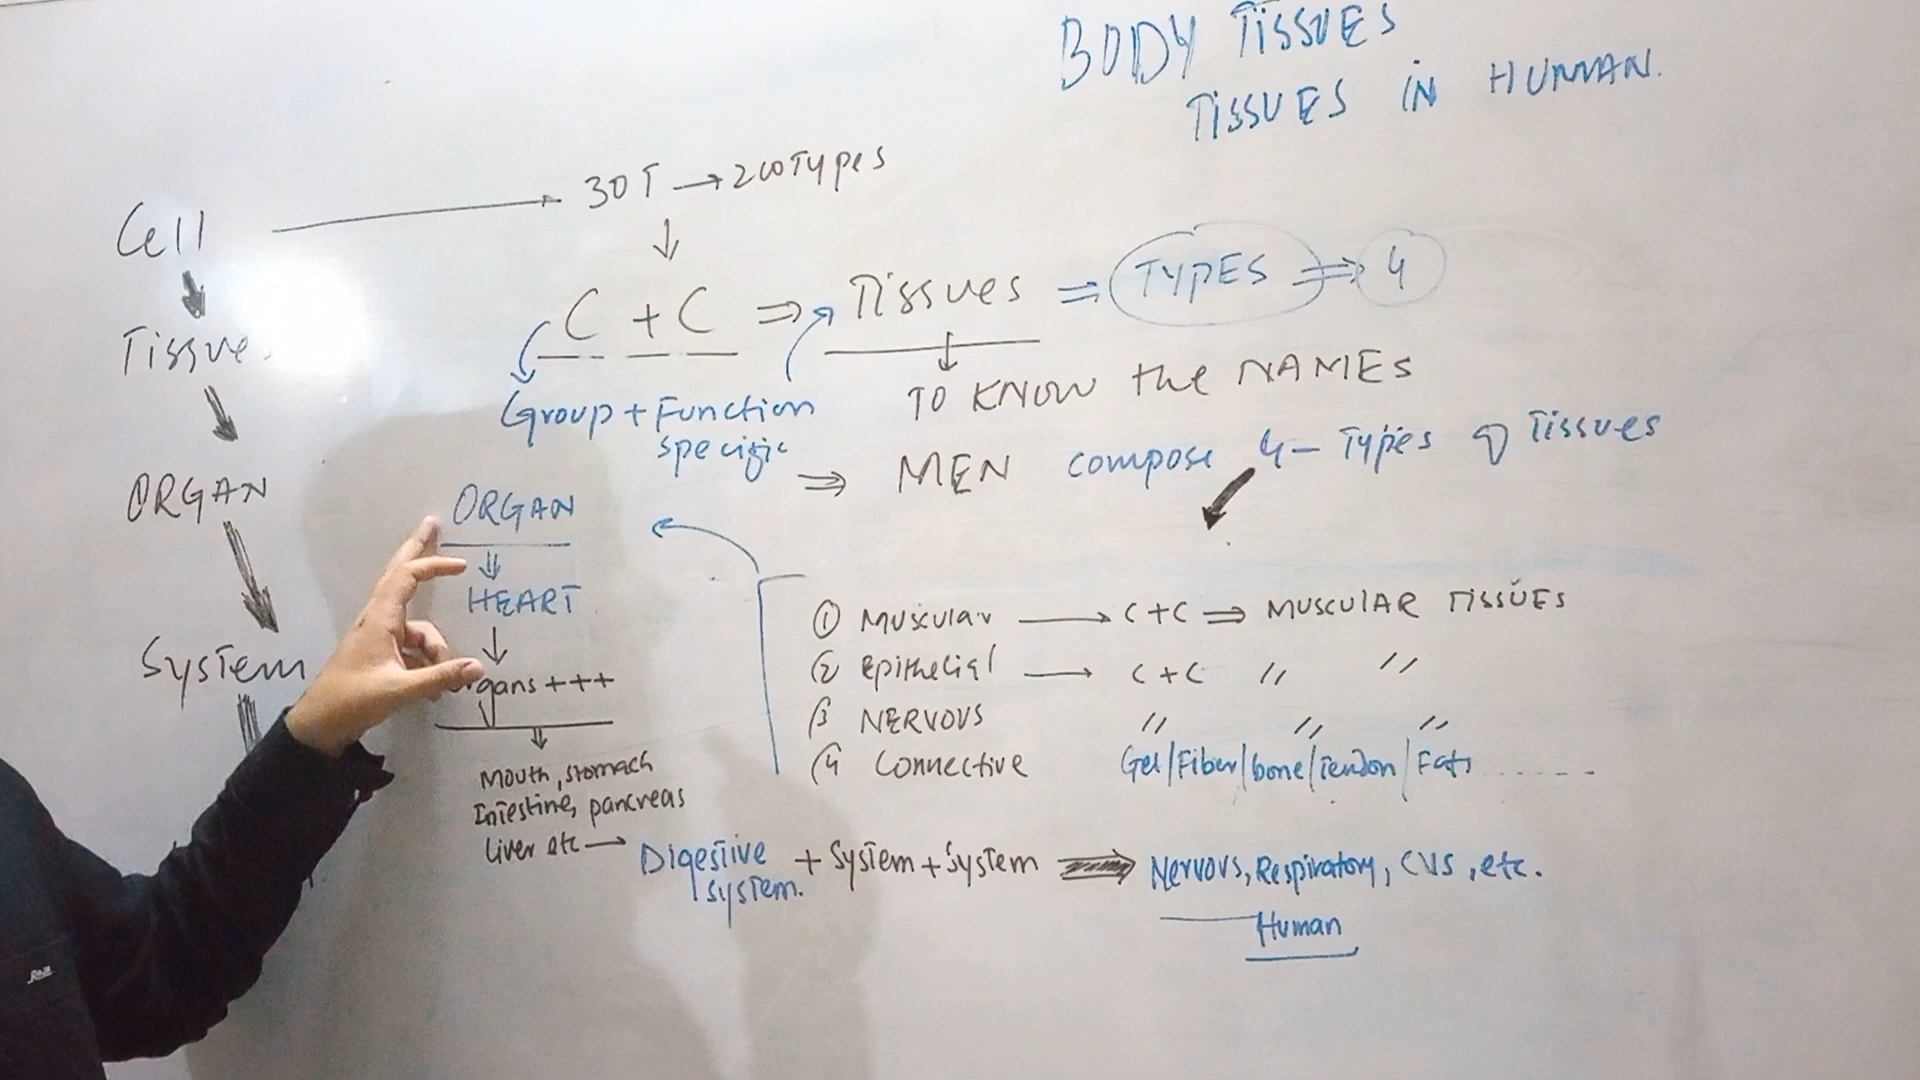 BODY TISSUES
TISSUES IN HUMAN.
Cell → 30T → 200Types
↓
Tissue
↓
ORGAN
↓
System
↓
C + C ⇒ Tissues ⇒ TYPES ⇒ 4
Group + Function
specific
TO KNOW the NAMES
⇒ MEN compose 4- Types of Tissues
ORGAN
⇓
HEART
↓
organs +++
⇓
Mouth, stomach
Intestine, pancreas
Liver etc →
① Muscular → C+C ⇒ MUSCULAR TISSUES
② Epithelial → C+C // //
③ NERVOUS // // //
④ Connective Gel/Fiber/bone/Tendon/Fats ......
Digestive + System + System ⇒ Nervous, Respiratory, CVS, etc.
system.
Human